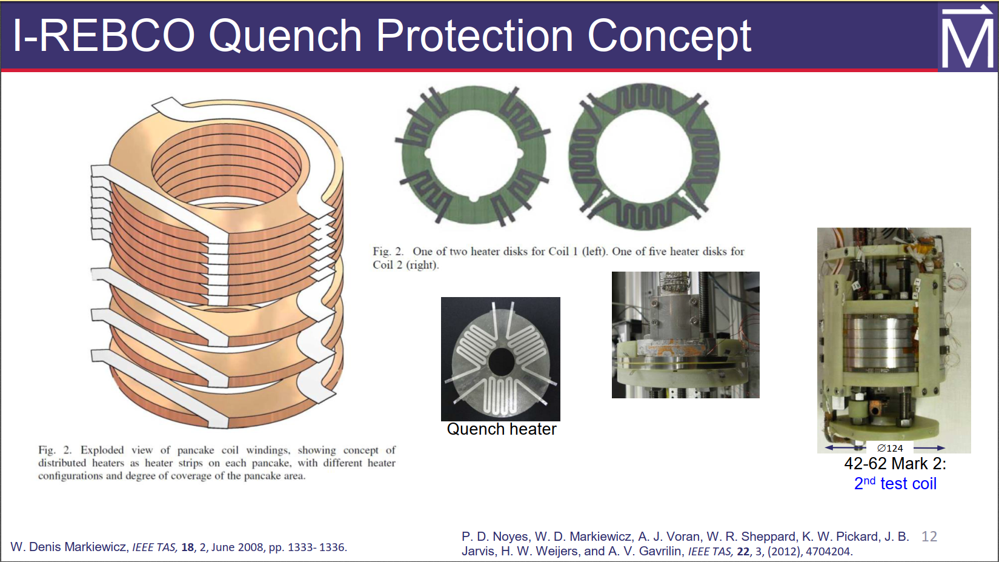 I-REBCO Quench Protection Concept
M
Fig. 2. One of two heater disks for Coil 1 (left). One of five heater disks for
Coil 2 (right).
Quench heater
Fig. 2. Exploded view of pancake coil windings, showing concept of
distributed heaters as heater strips on each pancake, with different heater
configurations and degree of coverage of the pancake area.
∅124
42-62 Mark 2:
2nd test coil
W. Denis Markiewicz, IEEE TAS, 18, 2, June 2008, pp. 1333- 1336.
P. D. Noyes, W. D. Markiewicz, A. J. Voran, W. R. Sheppard, K. W. Pickard, J. B.
Jarvis, H. W. Weijers, and A. V. Gavrilin, IEEE TAS, 22, 3, (2012), 4704204.
12